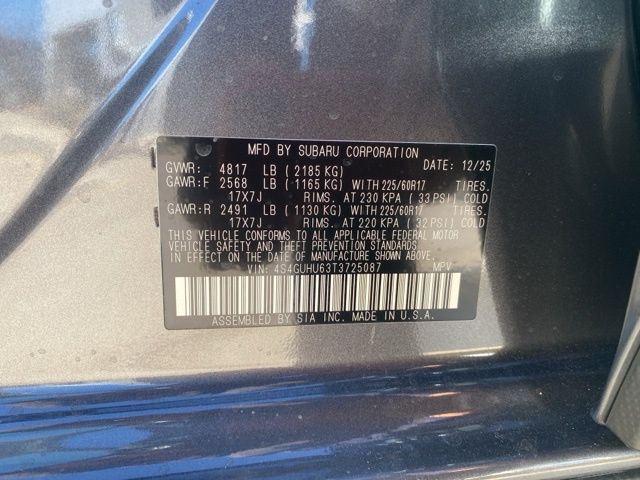 MFD BY SUBARU CORPORATION
DATE: 12/25
GVWR: 4817 LB ( 2185 KG)
GAWR:F 2568 LB ( 1165 KG) WITH 225/60R17 TIRES.
17X7J RIMS. AT 230 KPA ( 33 PSI) COLD
GAWR:R 2491 LB ( 1130 KG) WITH 225/60R17 TIRES.
17X7J RIMS. AT 220 KPA ( 32 PSI) COLD
THIS VEHICLE CONFORMS TO ALL APPLICABLE FEDERAL MOTOR
VEHICLE SAFETY AND THEFT PREVENTION STANDARDS
IN EFFECT ON THE DATE OF MANUFACTURE SHOWN ABOVE.
VIN: 4S4GUHU63T3725087 MPV
ASSEMBLED BY SIA INC. MADE IN U.S.A.